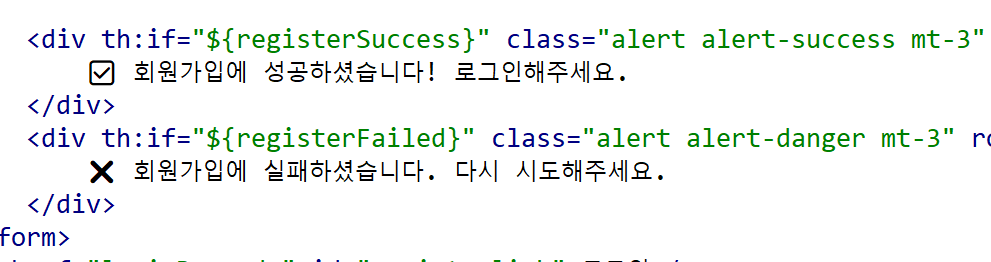 <div th:if="${registerSuccess}" class="alert alert-success mt-3"
☑ 회원가입에 성공하셨습니다! 로그인해주세요.
</div>
<div th:if="${registerFailed}" class="alert alert-danger mt-3"
❌ 회원가입에 실패하셨습니다. 다시 시도해주세요.
</div>
form>